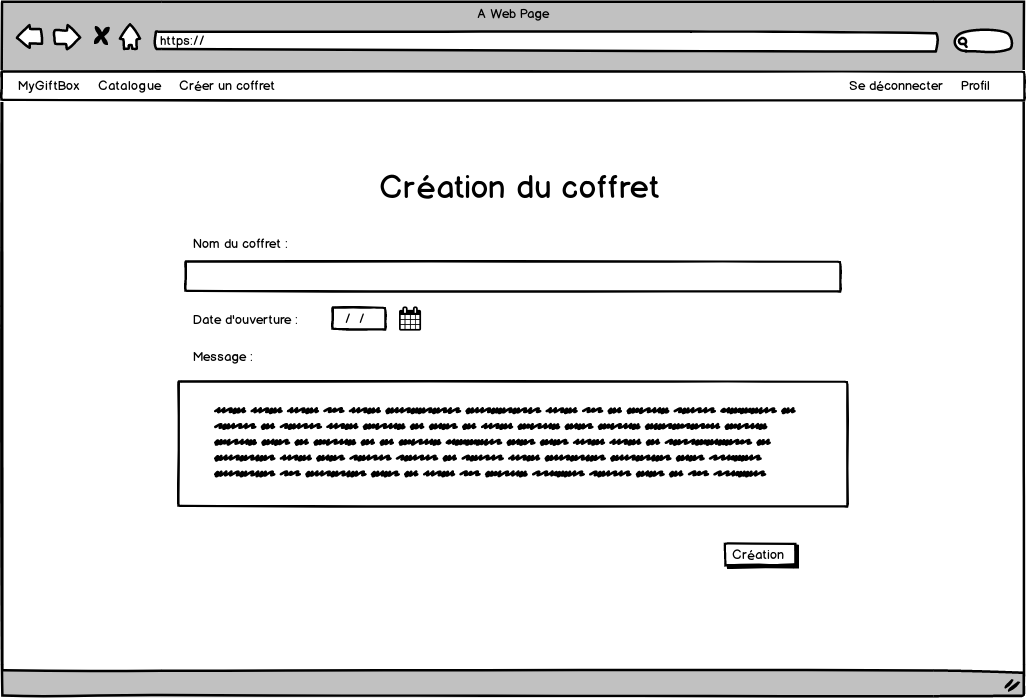 A Web Page
https://
MyGiftBox Catalogue Créer un coffret Se déconnecter Profil
Création du coffret
Nom du coffret :
Date d'ouverture : / /
Message :
Création